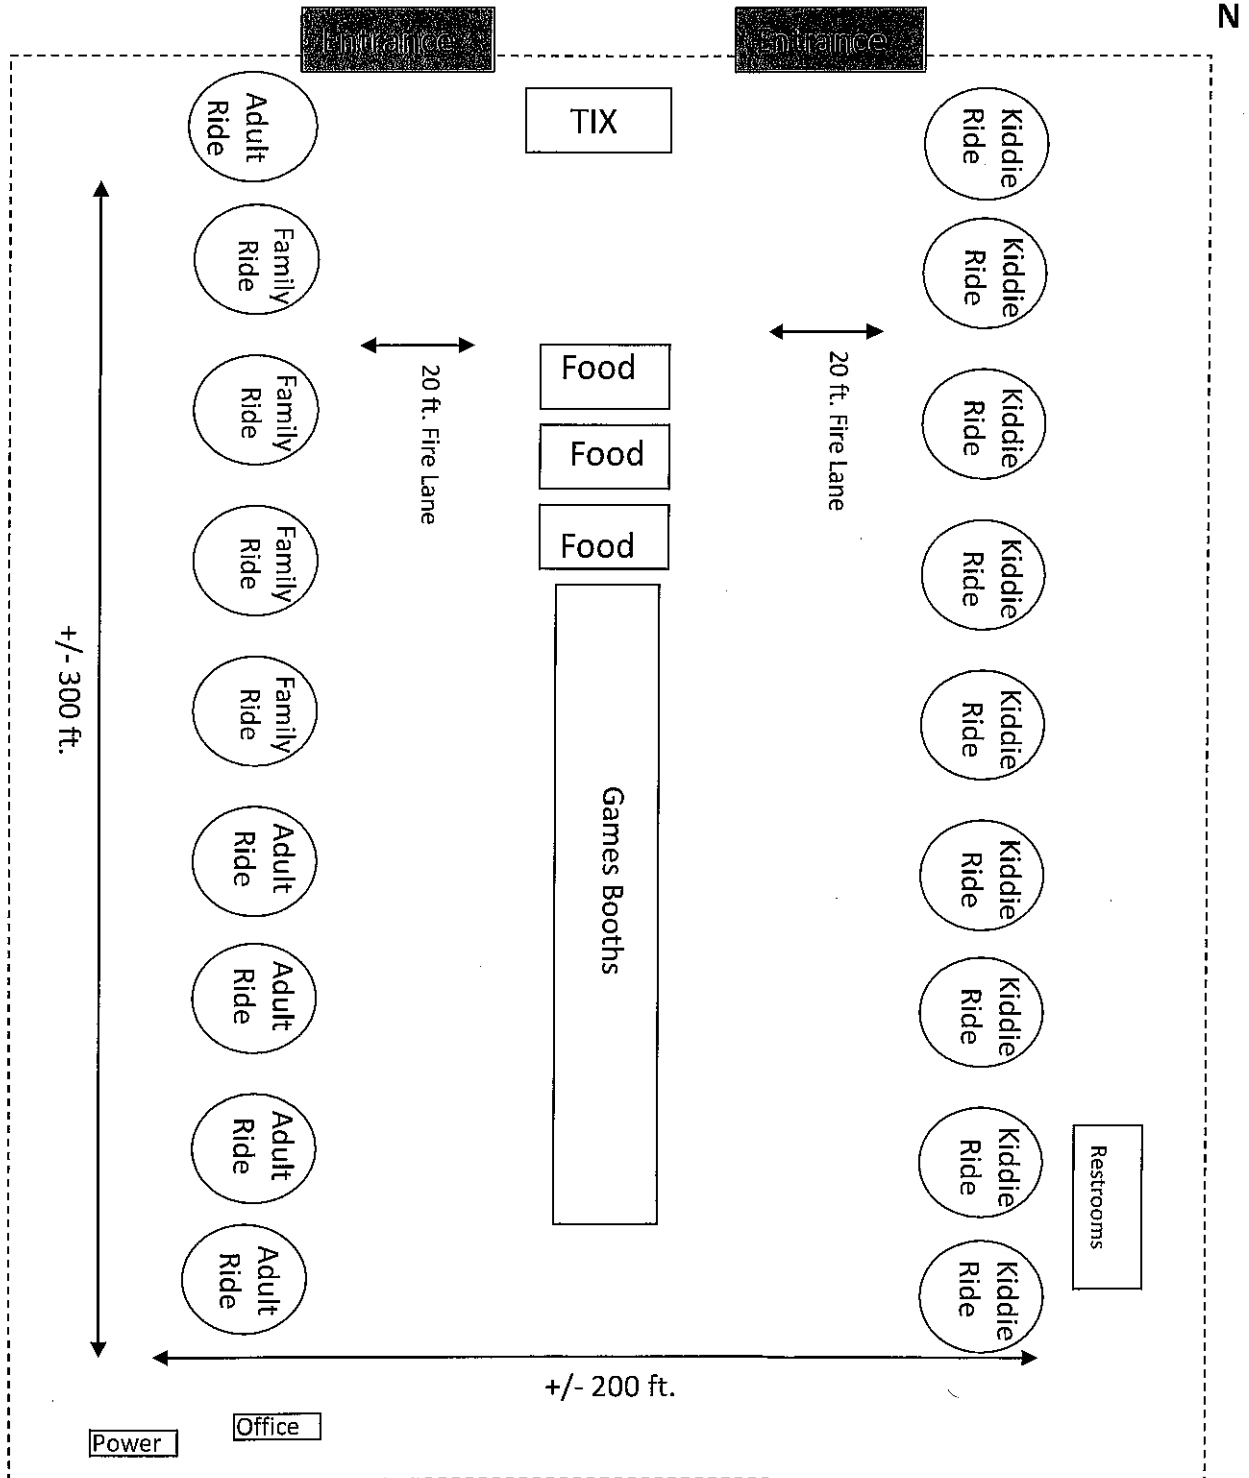 N
Entrance
Entrance
TIX
Adult
Ride
Family
Ride
Family
Ride
Family
Ride
Family
Ride
Adult
Ride
Adult
Ride
Adult
Ride
Adult
Ride
+/- 300 ft.
20 ft. Fire Lane
Food
Food
Food
Games Booths
20 ft. Fire Lane
Kiddie
Ride
Kiddie
Ride
Kiddie
Ride
Kiddie
Ride
Kiddie
Ride
Kiddie
Ride
Kiddie
Ride
Kiddie
Ride
Kiddie
Ride
Restrooms
+/- 200 ft.
Office
Power